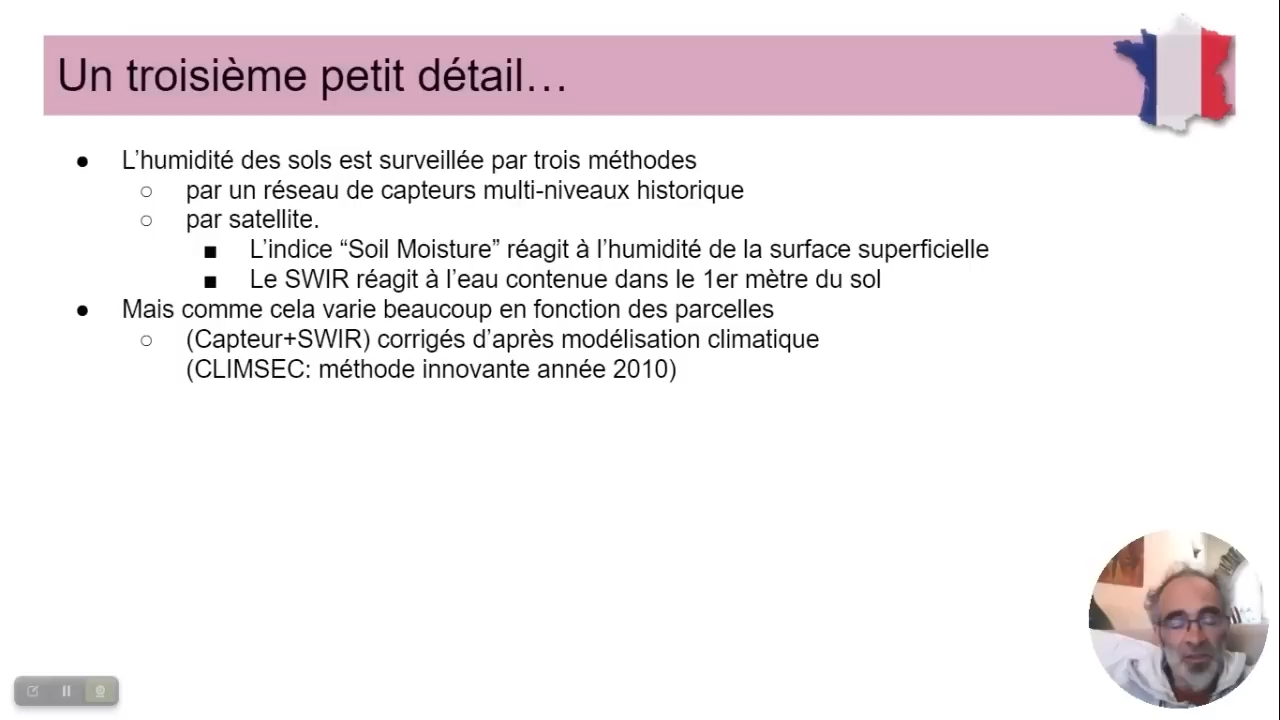 Un troisième petit détail…
● L’humidité des sols est surveillée par trois méthodes
○ par un réseau de capteurs multi-niveaux historique
○ par satellite.
■ L’indice “Soil Moisture” réagit à l’humidité de la surface superficielle
■ Le SWIR réagit à l’eau contenue dans le 1er mètre du sol
● Mais comme cela varie beaucoup en fonction des parcelles
○ (Capteur+SWIR) corrigés d’après modélisation climatique
(CLIMSEC: méthode innovante année 2010)